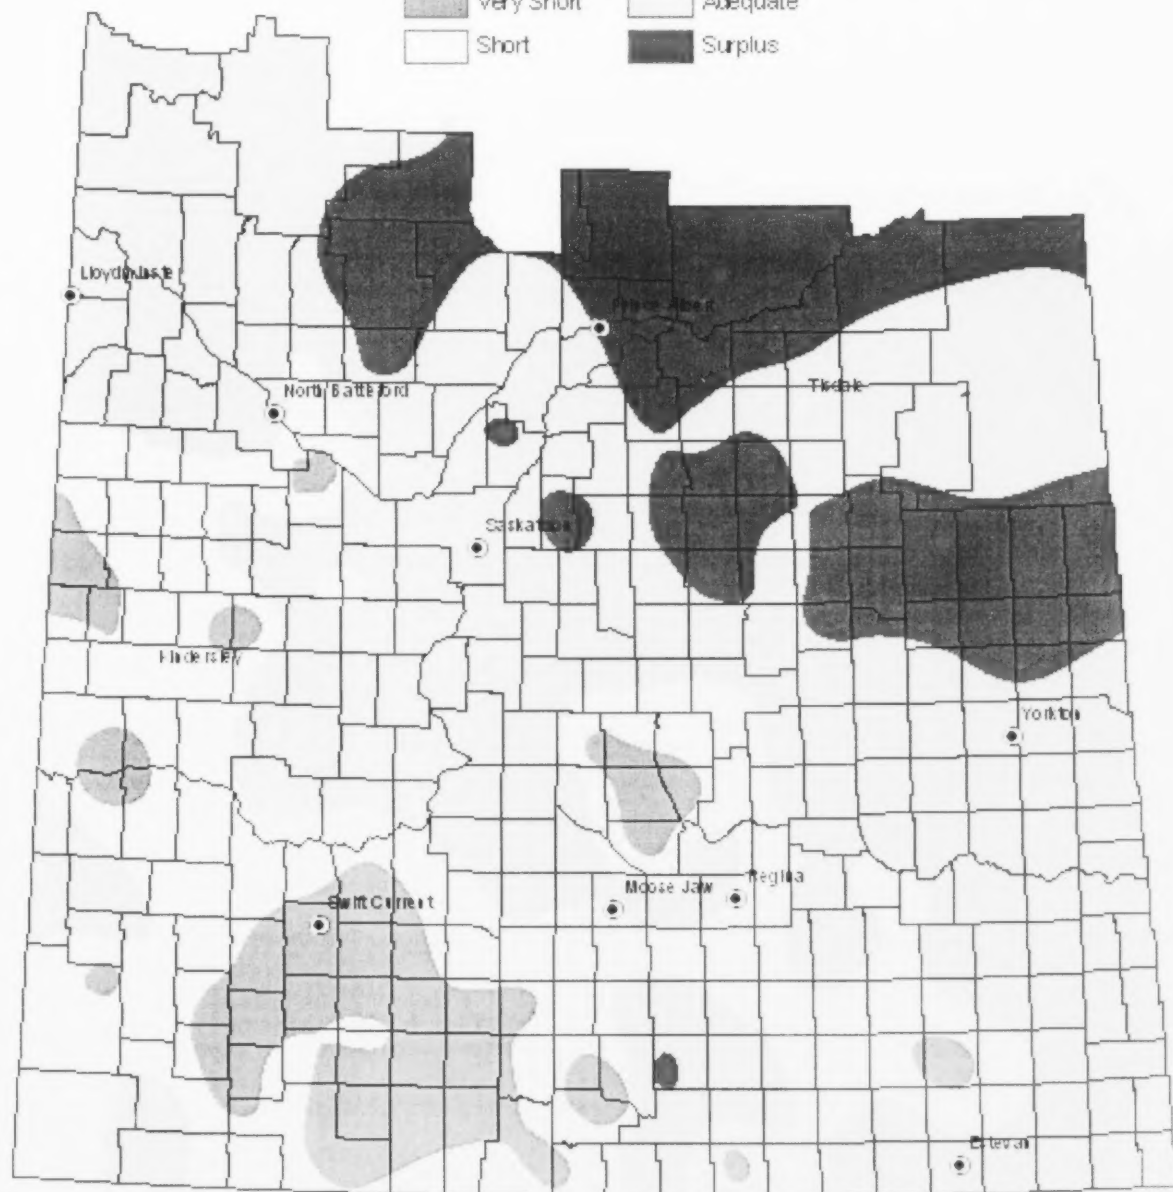 Very Short
Adequate
Short
Surplus
Lloydminste
Prince Albert
Tisdale
North Battleford
Saskatoon
Kindersley
Yorkton
Moose Jaw
Regina
Swift Current
Estevan